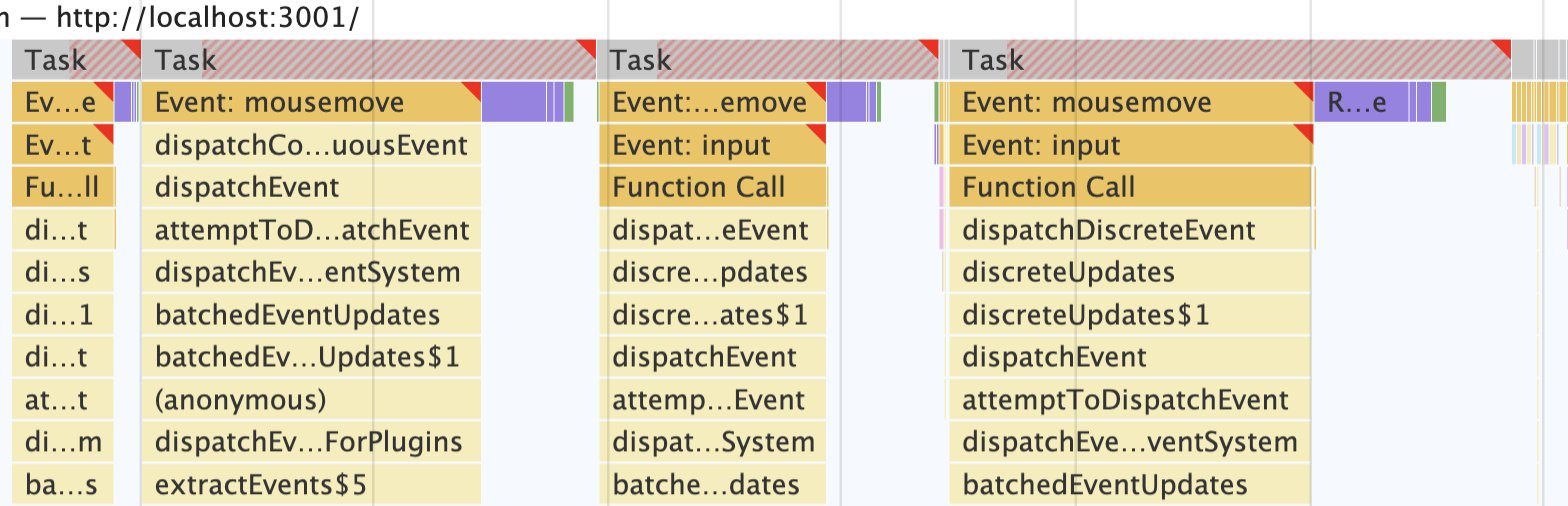 n — http://localhost:3001/
Task Task Task Task
Ev...e Event: mousemove Event:...emove Event: mousemove R...e
Ev...t dispatchCo...uousEvent Event: input Event: input
Fu...ll dispatchEvent Function Call Function Call
di...t attemptToD...atchEvent dispat...eEvent dispatchDiscreteEvent
di...s dispatchEv...entSystem discre...pdates discreteUpdates
di...1 batchedEventUpdates discre...ates$1 discreteUpdates$1
di...t batchedEv...Updates$1 dispatchEvent dispatchEvent
at...t (anonymous) attemp...Event attemptToDispatchEvent
di...m dispatchEv...ForPlugins dispat...System dispatchEve...ventSystem
ba...s extractEvents$5 batche...dates batchedEventUpdates